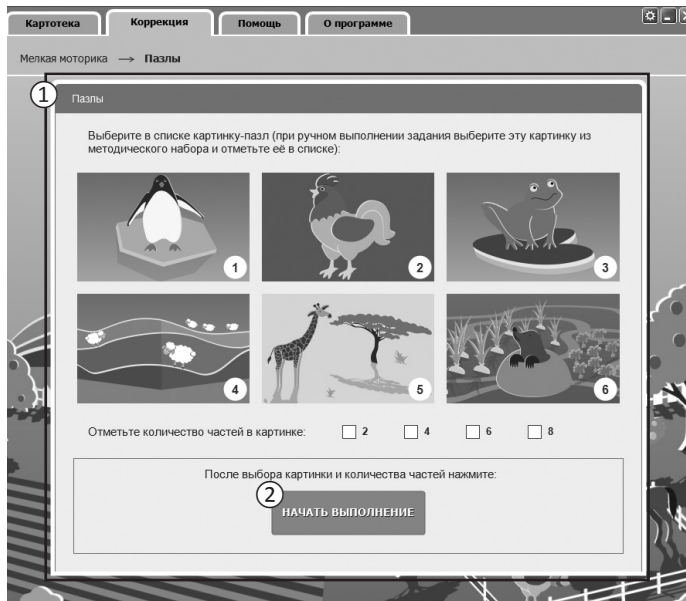 Картотека
Коррекция
Помощь
О программе
Мелкая моторика → Пазлы
1
Пазлы
Выберите в списке картинку-пазл (при ручном выполнении задания выберите эту картинку из
методического набора и отметьте её в списке):
1
2
3
4
5
6
Отметьте количество частей в картинке: 2 4 6 8
После выбора картинки и количества частей нажмите:
2
НАЧАТЬ ВЫПОЛНЕНИЕ